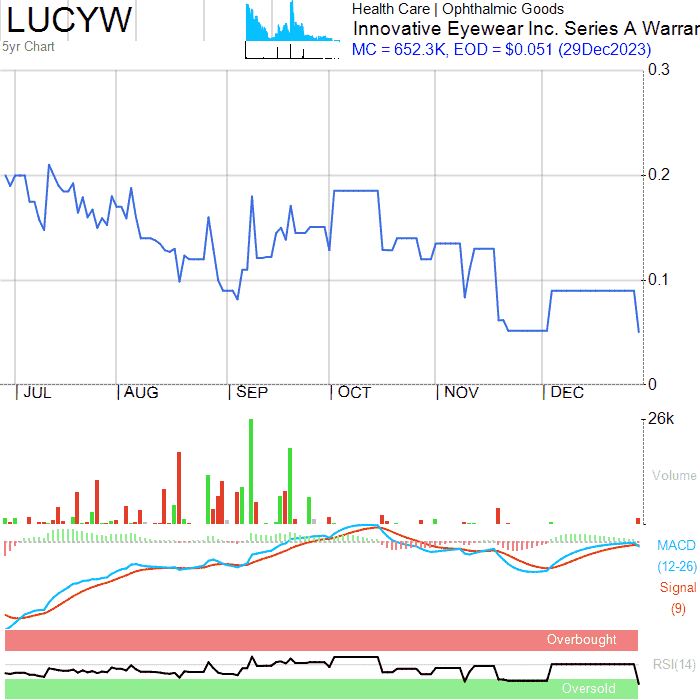 LUCYW
5yr Chart
Health Care | Ophthalmic Goods
Innovative Eyewear Inc. Series A Warrar
MC = 652.3K, EOD = $0.051 (29Dec2023)
0.3
0.2
0.1
0
JUL AUG SEP OCT NOV DEC
26k
Volume
MACD
(12-26)
Signal
(9)
Overbought
RSI(14)
Oversold